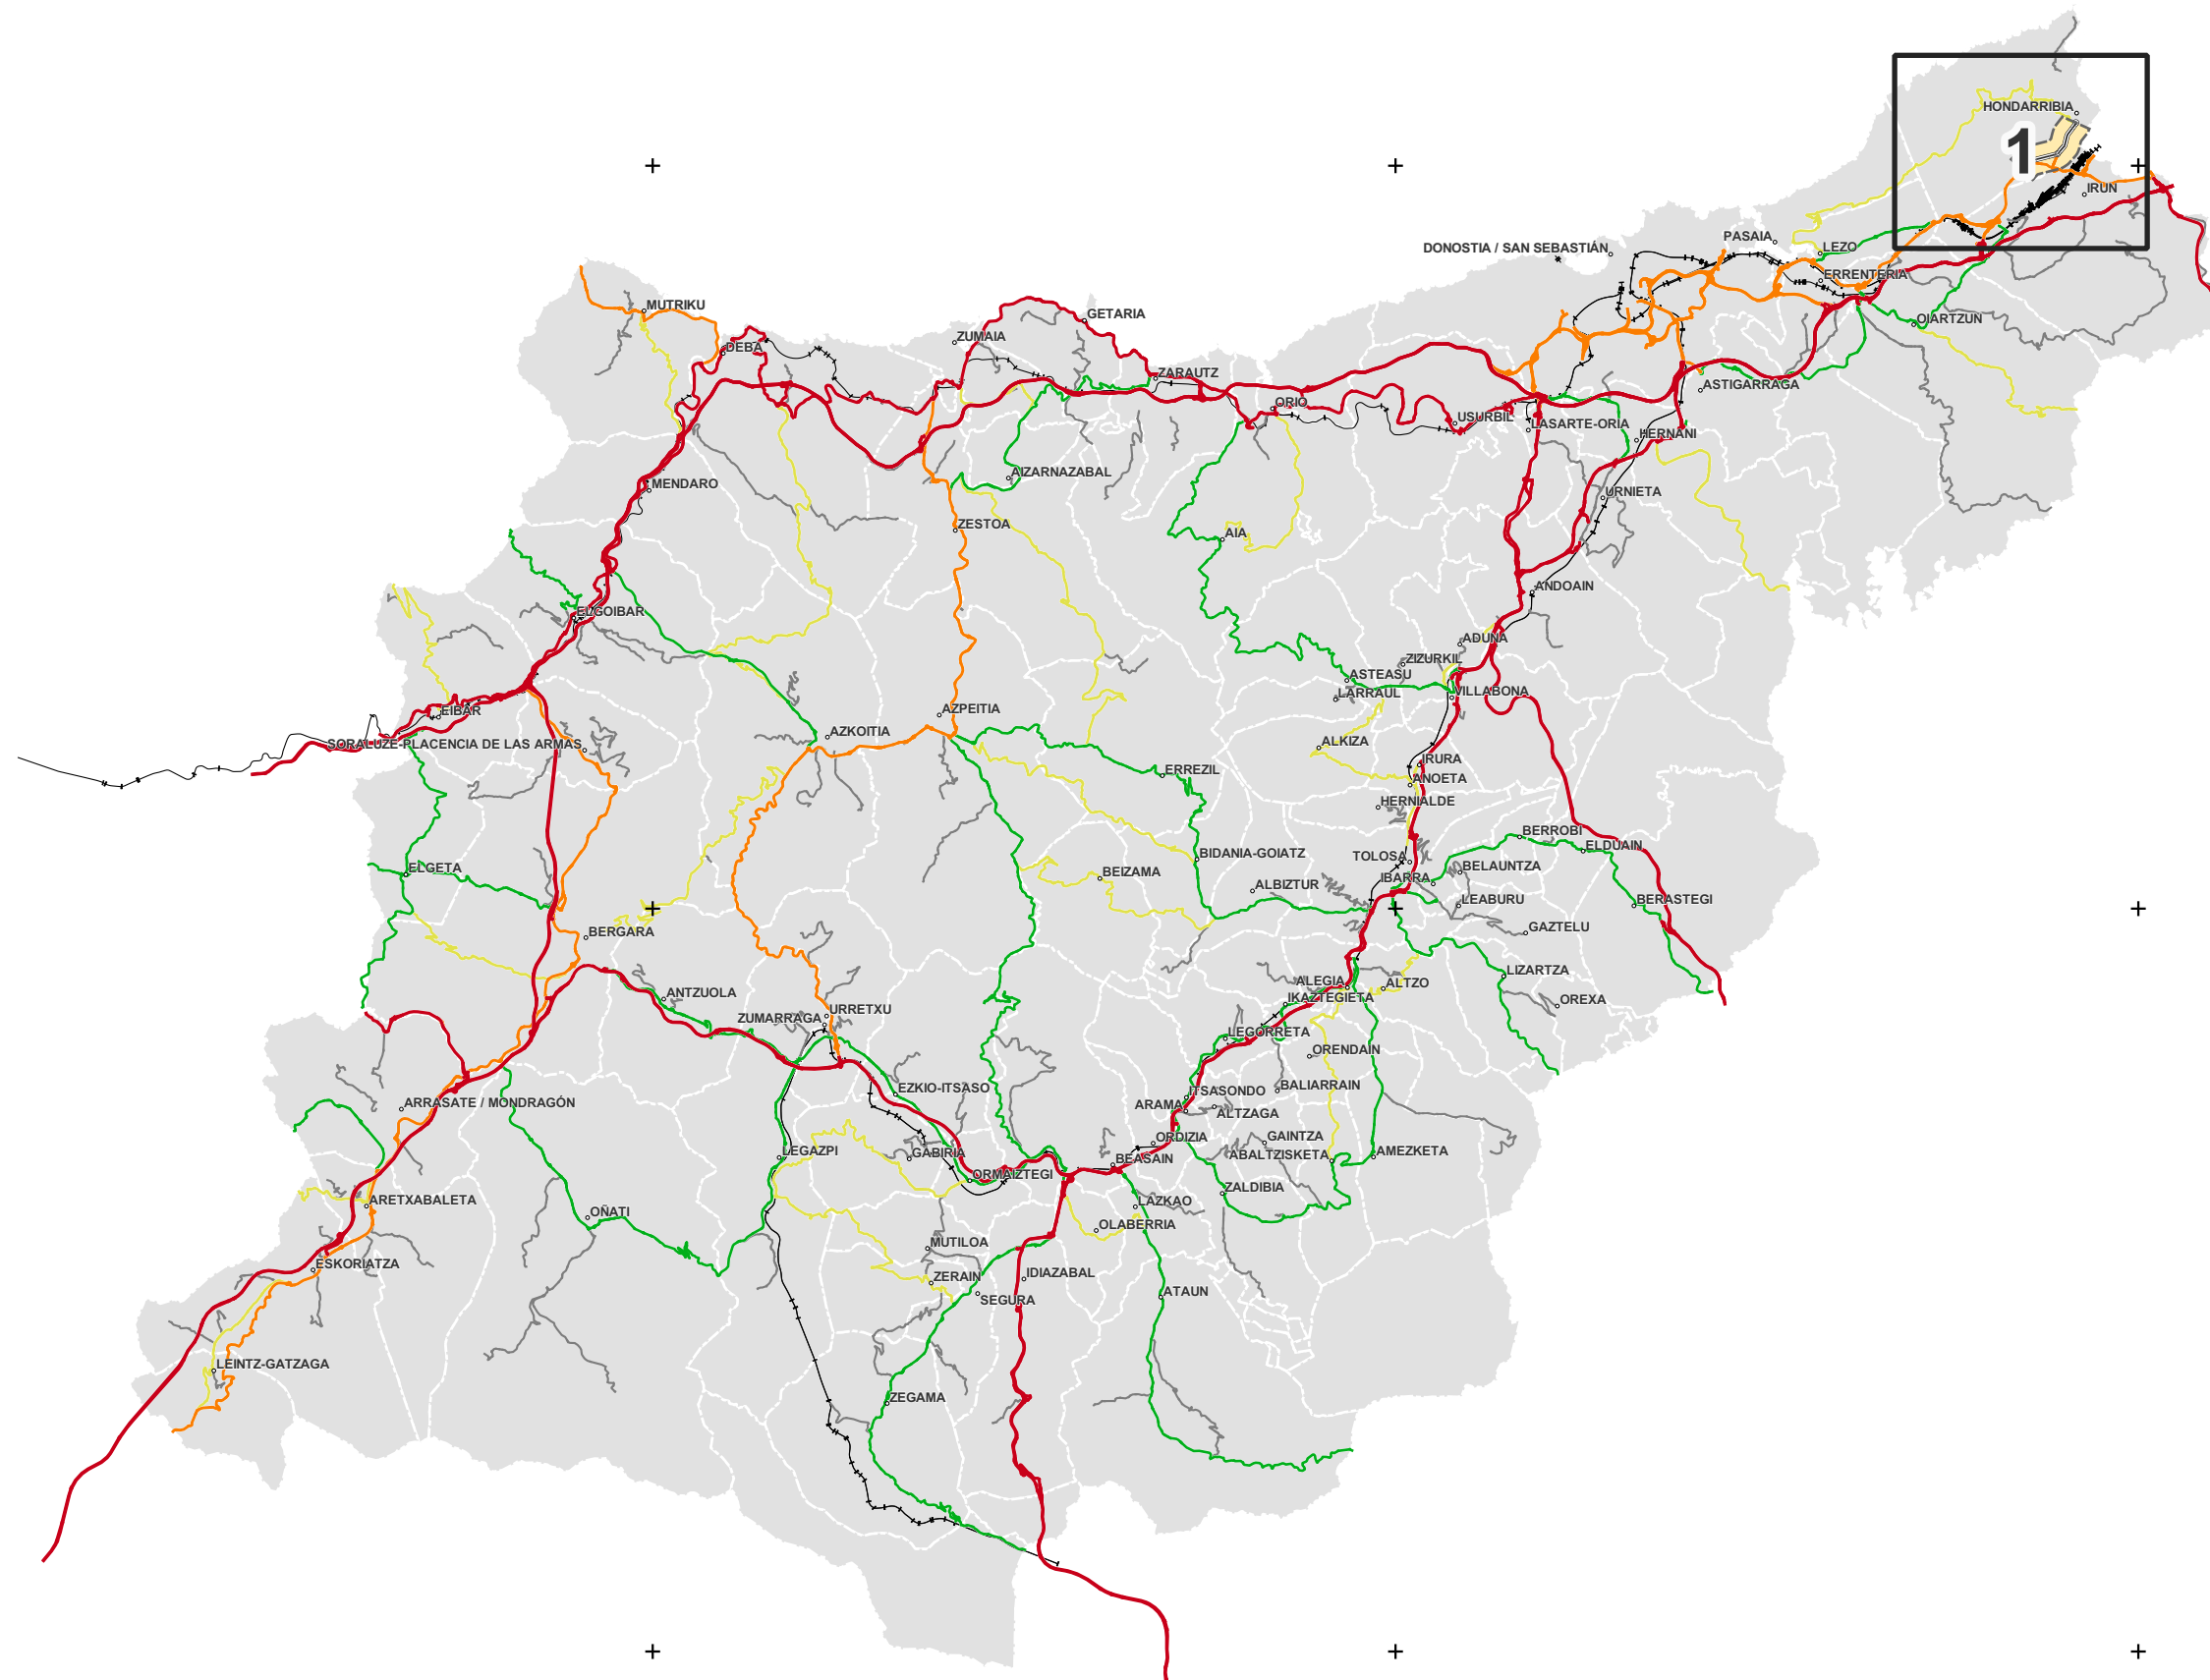 HONDARRIBIA
1
IRUN
DONOSTIA / SAN SEBASTIÁN
PASAIA
LEZO
ERRENTERIA
OIARTZUN
MUTRIKU
GETARIA
ZUMAIA
DEBA
ZARAUTZ
ASTIGARRAGA
ORIO
USURBIL
LASARTE-ORIA
HERNANI
AIZARNAZABAL
MENDARO
URNIETA
ZESTOA
AIA
ANDOAIN
ELGOIBAR
ADUNA
ZIZURKIL
ASTEASU
LARRAUL
VILLABONA
EIBAR
AZPEITIA
AZKOITIA
SORALUZE-PLACENCIA DE LAS ARMAS
ALKIZA
IRURA
ERREZIL
ANOETA
HERNIALDE
BERROBI
ELDUAIN
BIDANIA-GOIATZ
TOLOSA
BELAUNTZA
ELGETA
BEIZAMA
IBARRA
ALBIZTUR
LEABURU
BERASTEGI
GAZTELU
BERGARA
LIZARTZA
ALEGIA
ALTZO
ANTZUOLA
IKAZTEGIETA
OREXA
URRETXU
ZUMARRAGA
LEGORRETA
ORENDAIN
EZKIO-ITSASO
ITSASONDO
BALIARRAIN
ARRASATE / MONDRAGÓN
ARAMA
ALTZAGA
ORDIZIA
GAINTZA
LEGAZPI
GABIRIA
ABALTZISKETA
AMEZKETA
BEASAIN
ORMAIZTEGI
ZALDIBIA
ARETXABALETA
LAZKAO
OÑATI
OLABERRIA
MUTILOA
ESKORIATZA
IDIAZABAL
ZERAIN
ATAUN
SEGURA
LEINTZ-GATZAGA
ZEGAMA